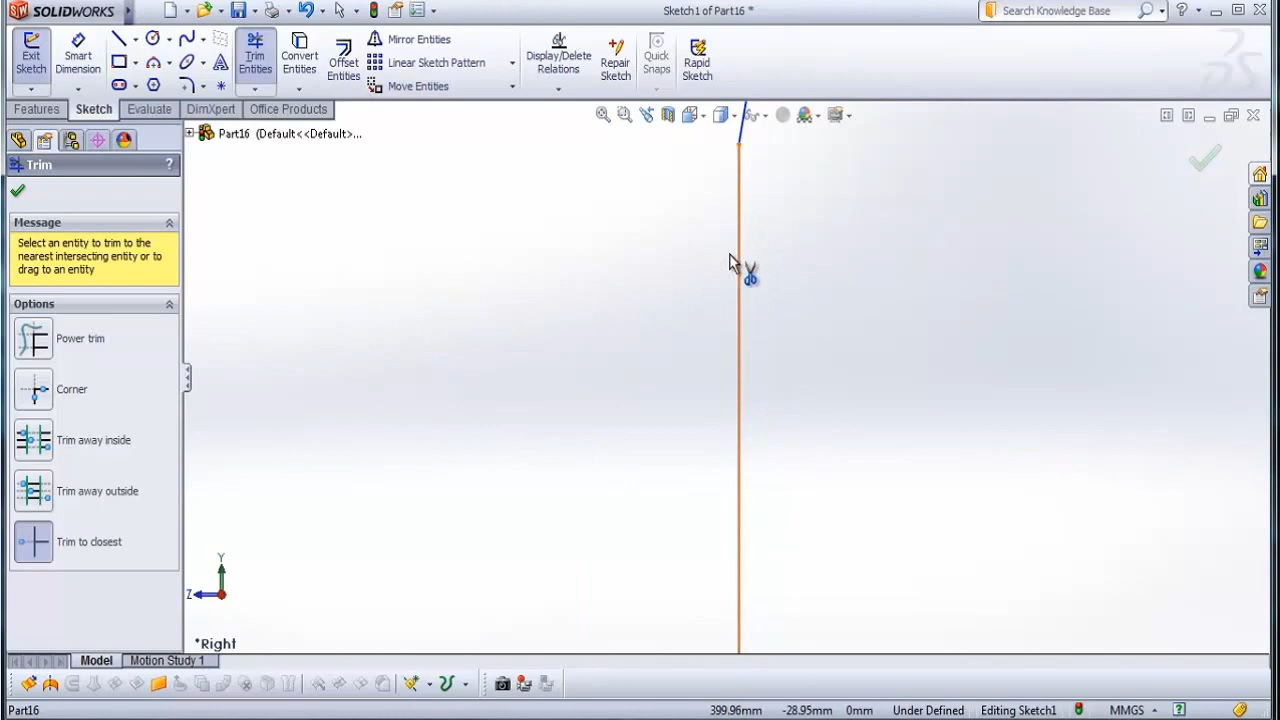 SOLIDWORKS
Sketch1 of Part16 *
Search Knowledge Base
Exit Sketch
Smart Dimension
Trim Entities
Convert Entities
Offset Entities
Mirror Entities
Linear Sketch Pattern
Move Entities
Display/Delete Relations
Repair Sketch
Quick Snaps
Rapid Sketch
Features
Sketch
Evaluate
DimXpert
Office Products
Part16 (Default<<Default>...
Trim
?
Message
Select an entity to trim to the
nearest intersecting entity or to
drag to an entity
Options
Power trim
Corner
Trim away inside
Trim away outside
Trim to closest
Y
Z
*Right
Model
Motion Study 1
Part16
399.96mm
-28.95mm
0mm
Under Defined
Editing Sketch1
MMGS
?